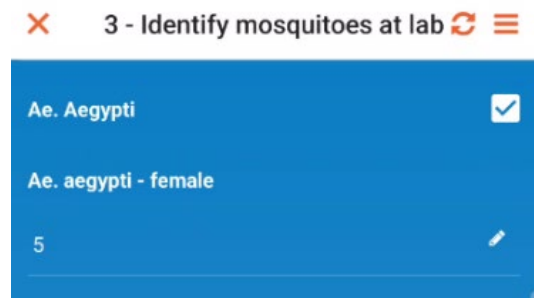 3 - Identify mosquitoes at lab
Ae. Aegypti
Ae. aegypti - female
5